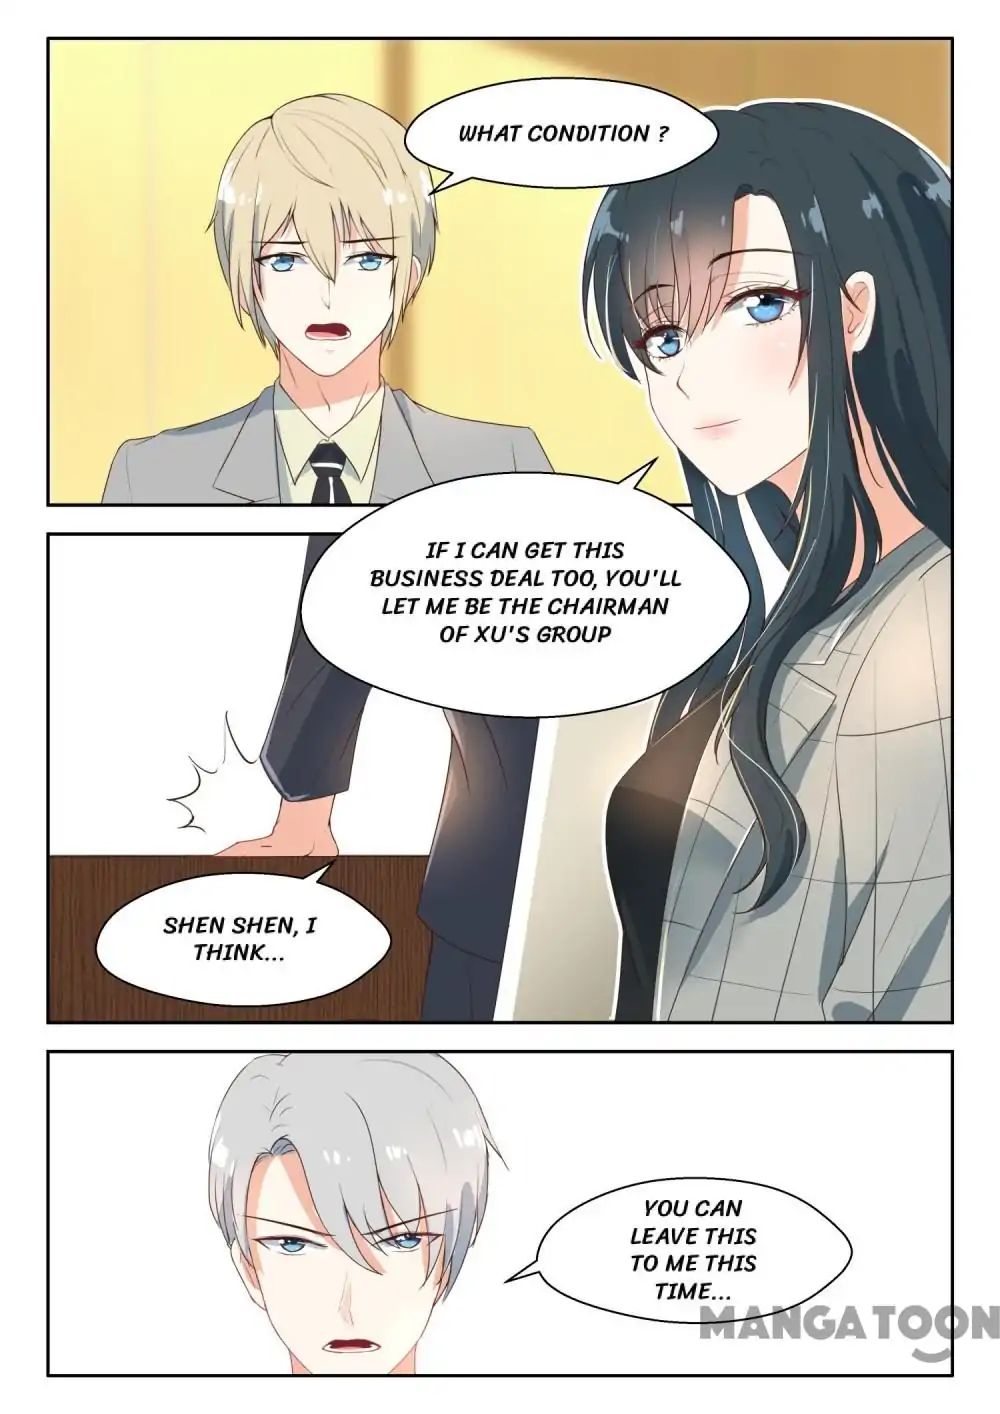 WHAT CONDITION ?
IF I CAN GET THIS
BUSINESS DEAL TOO, YOU'LL
LET ME BE THE CHAIRMAN
OF XU'S GROUP
SHEN SHEN, I
THINK...
YOU CAN
LEAVE THIS
TO ME THIS
TIME...
MANGATOON